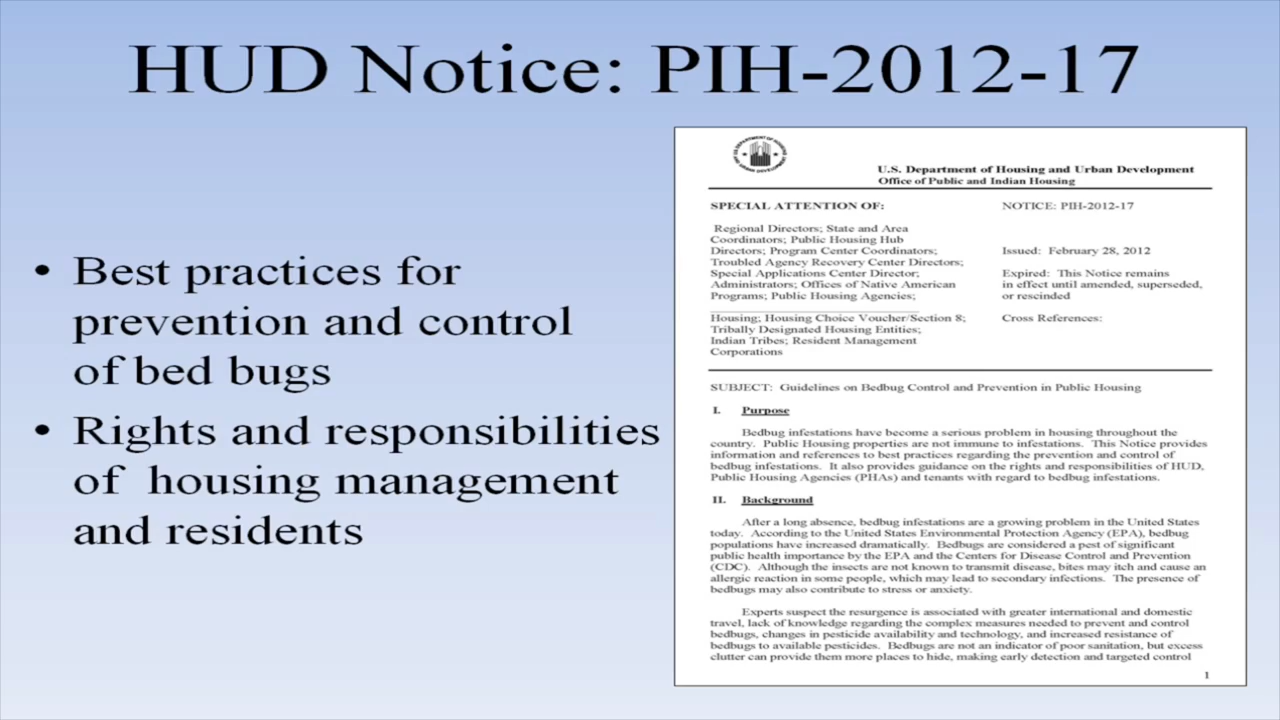 HUD Notice: PIH-2012-17
• Best practices for
prevention and control
of bed bugs
• Rights and responsibilities
of housing management
and residents
U.S. Department of Housing and Urban Development
Office of Public and Indian Housing
SPECIAL ATTENTION OF:
NOTICE: PIH-2012-17
Regional Directors; State and Area
Coordinators; Public Housing Hub
Directors; Program Center Coordinators;
Troubled Agency Recovery Center Directors;
Special Applications Center Director;
Administrators; Offices of Native American
Programs; Public Housing Agencies;
Housing; Housing Choice Voucher/Section 8;
Tribally Designated Housing Entities;
Indian Tribes; Resident Management
Corporations
Issued: February 28, 2012
Expired: This Notice remains
in effect until amended, superseded,
or rescinded
Cross References:
SUBJECT: Guidelines on Bedbug Control and Prevention in Public Housing
I. Purpose
Bedbug infestations have become a serious problem in housing throughout the
country. Public Housing properties are not immune to infestations. This Notice provides
information and references to best practices regarding the prevention and control of
bedbug infestations. It also provides guidance on the rights and responsibilities of HUD,
Public Housing Agencies (PHAs) and tenants with regard to bedbug infestations.
II. Background
After a long absence, bedbug infestations are a growing problem in the United States
today. According to the United States Environmental Protection Agency (EPA), bedbug
populations have increased dramatically. Bedbugs are considered a pest of significant
public health importance by the EPA and the Centers for Disease Control and Prevention
(CDC). Although the insects are not known to transmit disease, bites may itch and cause an
allergic reaction in some people, which may lead to secondary infections. The presence of
bedbugs may also contribute to stress or anxiety.
Experts suspect the resurgence is associated with greater international and domestic
travel, lack of knowledge regarding the complex measures needed to prevent and control
bedbugs, changes in pesticide availability and technology, and increased resistance of
bedbugs to available pesticides. Bedbugs are not an indicator of poor sanitation, but excess
clutter can provide them more places to hide, making early detection and targeted control
1